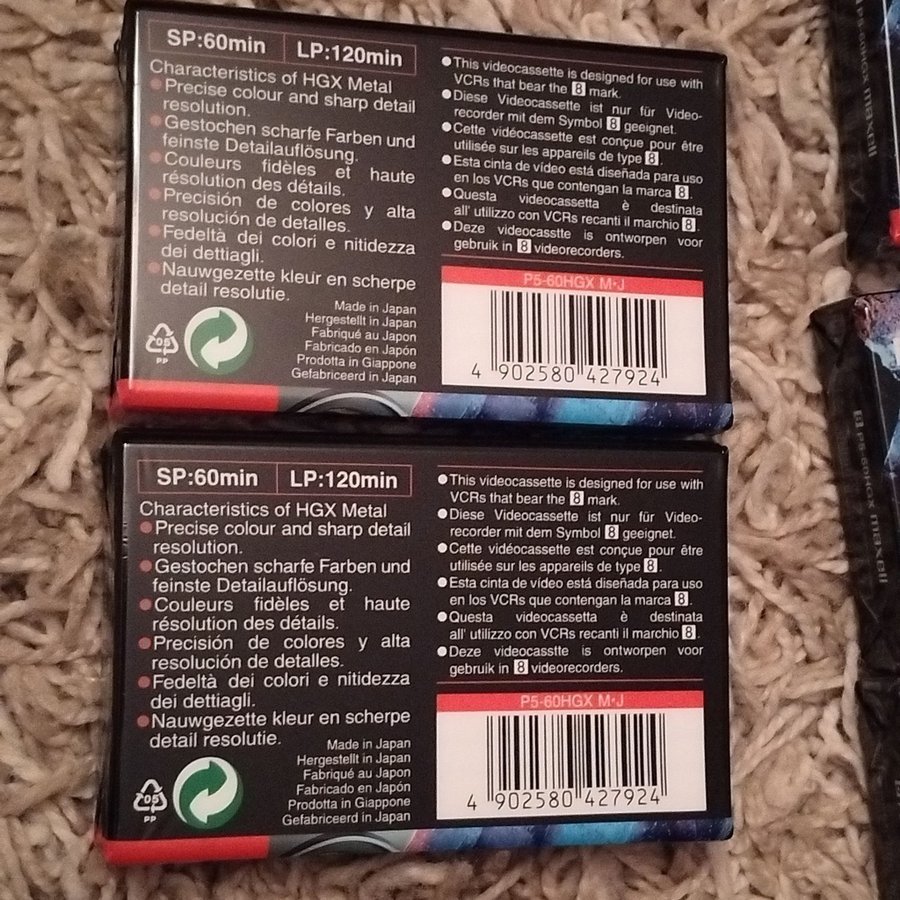 SP:60min LP:120min
Characteristics of HGX Metal
●Precise colour and sharp detail
resolution.
●Gestochen scharfe Farben und
feinste Detailauflösung.
●Couleurs fidèles et haute
résolution des détails.
●Precisión de colores y alta
resolución de detalles.
●Fedeltà dei colori e nitidezza
dei dettiagli.
●Nauwgezette kleur en scherpe
detail resolutie.
Made in Japan
Hergestellt in Japan
Fabriqué au Japon
Fabricado en Japón
Prodotta in Giappone
Gefabriceerd in Japan
05
PP
●This videocassette is designed for use with
VCRs that bear the 8 mark.
●Diese Videocassette ist nur für Video-
recorder mit dem Symbol 8 geeignet.
●Cette vidéocassette est conçue pour être
utilisée sur les appareils de type 8.
●Esta cinta de vídeo está diseñada para uso
en los VCRs que contengan la marca 8.
●Questa videocassetta è destinata
all' utilizzo con VCRs recanti il marchio 8.
●Deze videocasstte is ontworpen voor
gebruik in 8 videorecorders.
P5-60HGX M•J
4 902580 427924
SP:60min LP:120min
Characteristics of HGX Metal
●Precise colour and sharp detail
resolution.
●Gestochen scharfe Farben und
feinste Detailauflösung.
●Couleurs fidèles et haute
résolution des détails.
●Precisión de colores y alta
resolución de detalles.
●Fedeltà dei colori e nitidezza
dei dettiagli.
●Nauwgezette kleur en scherpe
detail resolutie.
Made in Japan
Hergestellt in Japan
Fabriqué au Japon
Fabricado en Japón
Prodotta in Giappone
Gefabriceerd in Japan
05
PP
●This videocassette is designed for use with
VCRs that bear the 8 mark.
●Diese Videocassette ist nur für Video-
recorder mit dem Symbol 8 geeignet.
●Cette vidéocassette est conçue pour être
utilisée sur les appareils de type 8.
●Esta cinta de vídeo está diseñada para uso
en los VCRs que contengan la marca 8.
●Questa videocassetta è destinata
all' utilizzo con VCRs recanti il marchio 8.
●Deze videocasstte is ontworpen voor
gebruik in 8 videorecorders.
P5-60HGX M•J
4 902580 427924
P5-60HGX maxell
8 P5-60HGX maxell